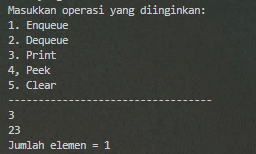 Masukkan operasi yang diinginkan:
1. Enqueue
2. Dequeue
3. Print
4, Peek
5. Clear
----------------------------------
3
23
Jumlah elemen = 1